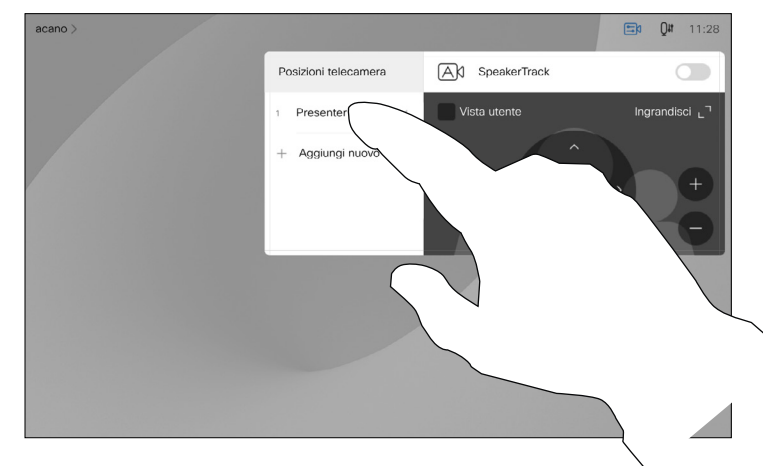 acano >
11:28
Posizioni telecamera
SpeakerTrack
1 Presenter
Vista utente
Ingrandisci
+ Aggiungi nuovo
+
−